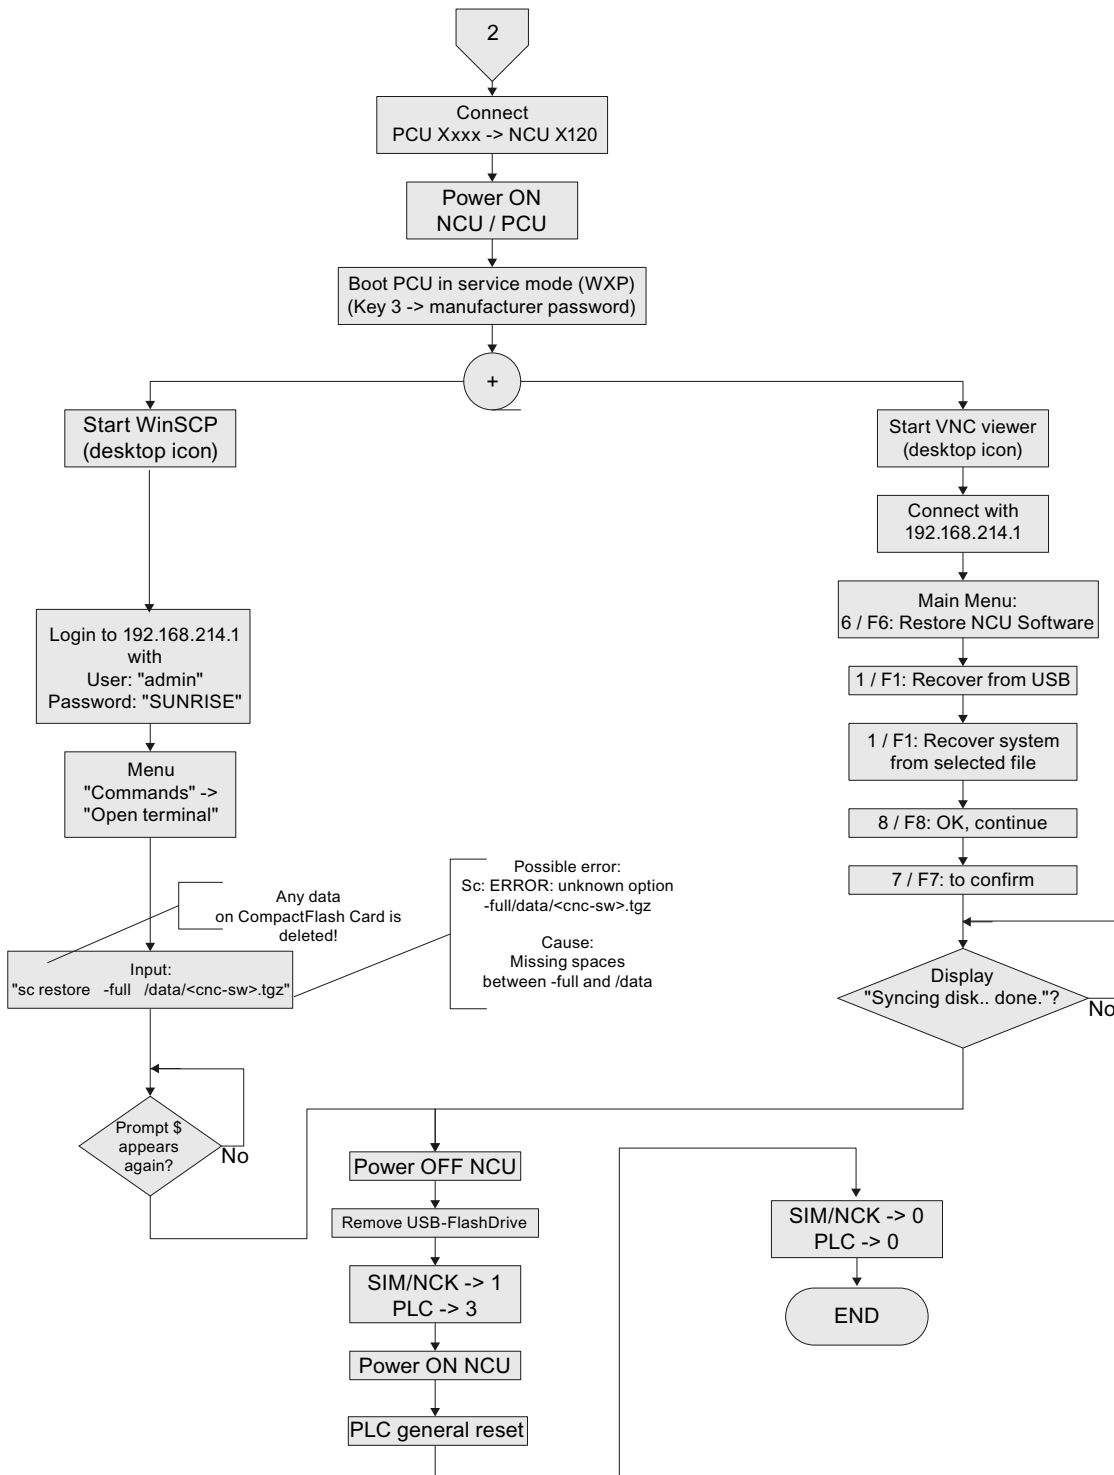 2
Connect
PCU Xxxx -> NCU X120
Power ON
NCU / PCU
Boot PCU in service mode (WXP)
(Key 3 -> manufacturer password)
+
Start WinSCP
(desktop icon)
Login to 192.168.214.1
with
User: "admin"
Password: "SUNRISE"
Menu
"Commands" ->
"Open terminal"
Any data
on CompactFlash Card is
deleted!
Input:
"sc restore -full /data/<cnc-sw>.tgz"
Possible error:
Sc: ERROR: unknown option
-full/data/<cnc-sw>.tgz
Cause:
Missing spaces
between -full and /data
Prompt $
appears
again?
No
Start VNC viewer
(desktop icon)
Connect with
192.168.214.1
Main Menu:
6 / F6: Restore NCU Software
1 / F1: Recover from USB
1 / F1: Recover system
from selected file
8 / F8: OK, continue
7 / F7: to confirm
Display
"Syncing disk.. done."?
No
Power OFF NCU
Remove USB-FlashDrive
SIM/NCK -> 1
PLC -> 3
Power ON NCU
PLC general reset
SIM/NCK -> 0
PLC -> 0
END